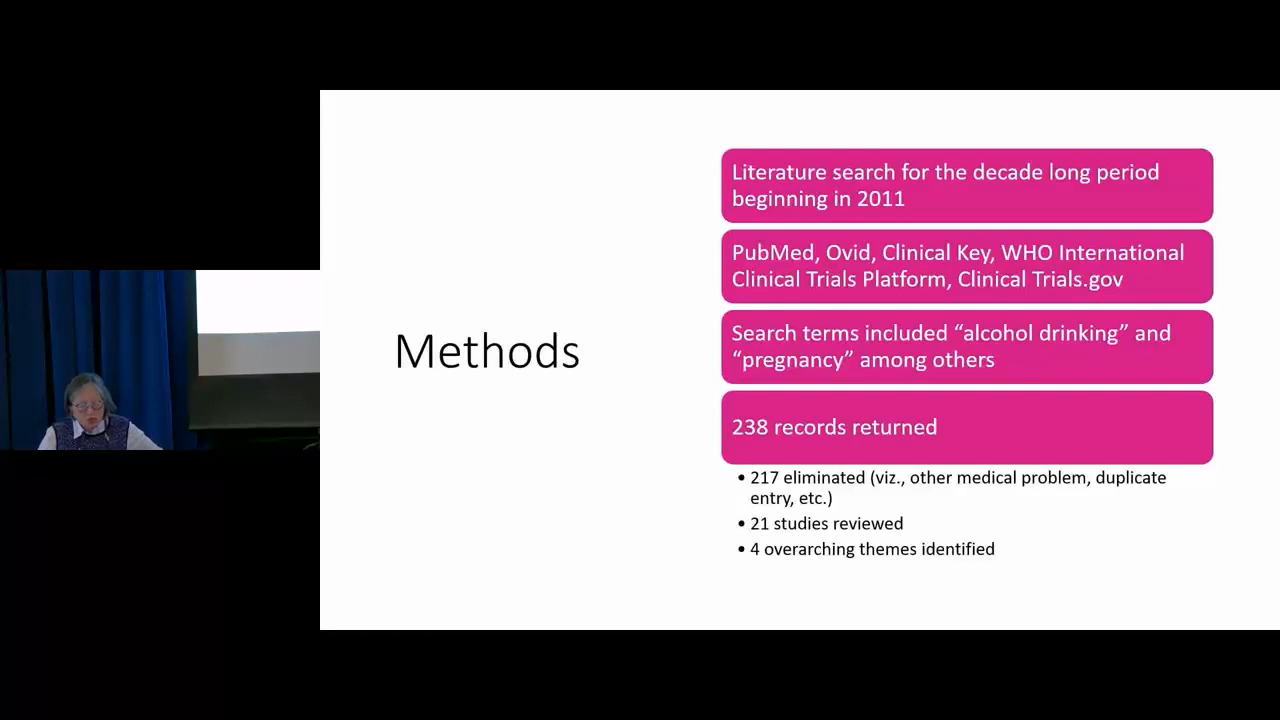 Methods
Literature search for the decade long period
beginning in 2011
PubMed, Ovid, Clinical Key, WHO International
Clinical Trials Platform, Clinical Trials.gov
Search terms included “alcohol drinking” and
“pregnancy” among others
238 records returned
• 217 eliminated (viz., other medical problem, duplicate
entry, etc.)
• 21 studies reviewed
• 4 overarching themes identified